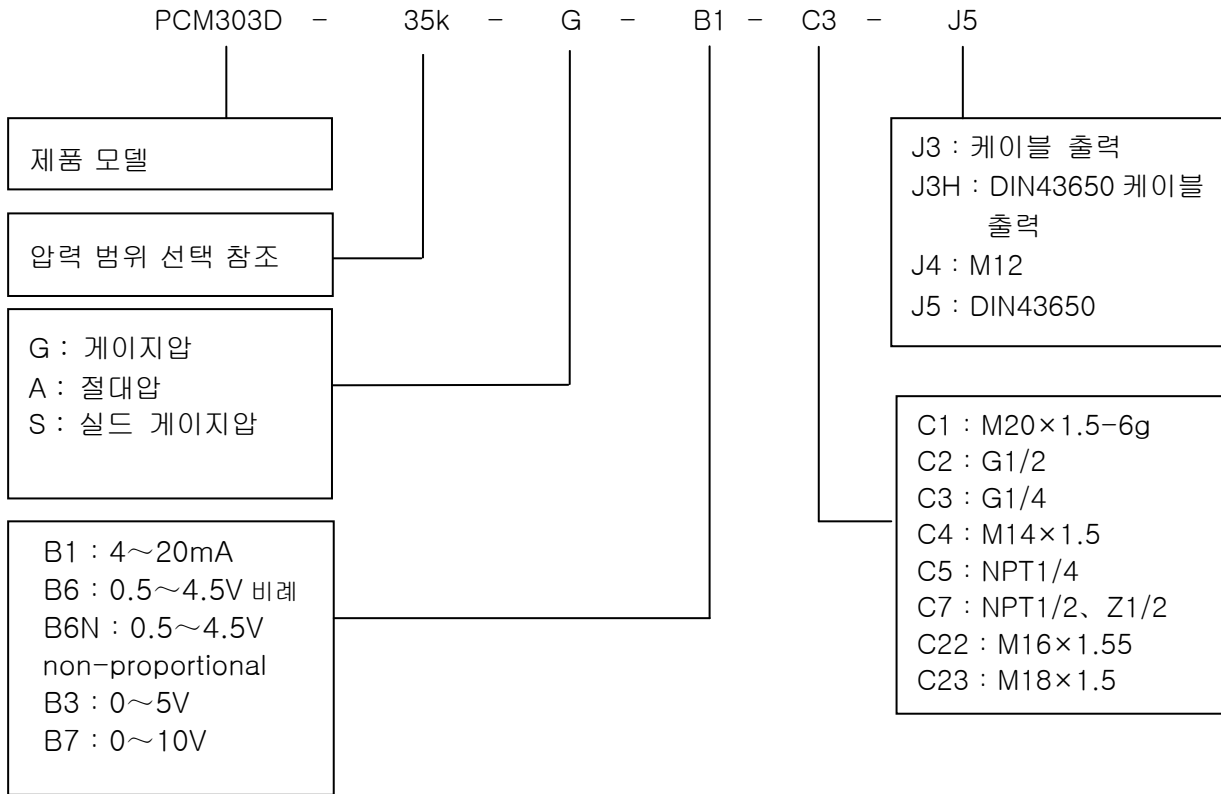 PCM303D - 35k - G - B1 - C3 - J5
제품 모델
압력 범위 선택 참조
G : 게이지압
A : 절대압
S : 실드 게이지압
B1 : 4～20mA
B6 : 0.5～4.5V 비례
B6N : 0.5～4.5V
non-proportional
B3 : 0～5V
B7 : 0～10V
J3 : 케이블 출력
J3H : DIN43650 케이블
출력
J4 : M12
J5 : DIN43650
C1 : M20×1.5-6g
C2 : G1/2
C3 : G1/4
C4 : M14×1.5
C5 : NPT1/4
C7 : NPT1/2、Z1/2
C22 : M16×1.55
C23 : M18×1.5